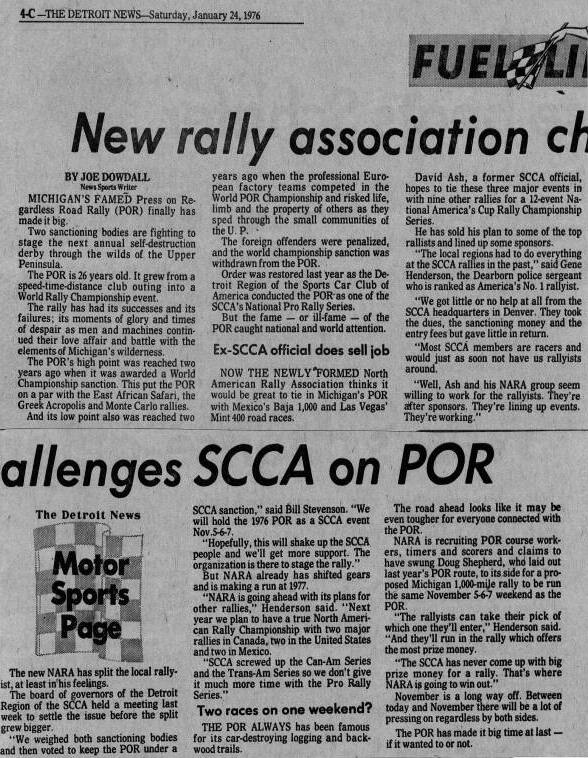 4-C—THE DETROIT NEWS—Saturday, January 24, 1976
FUEL LI
New rally association ch
BY JOE DOWDALL
News Sports Writer
MICHIGAN'S FAMED Press on Re-
gardless Road Rally (POR) finally has
made it big.
Two sanctioning bodies are fighting to
stage the next annual self-destruction
derby through the wilds of the Upper
Peninsula.
The POR is 26 years old. It grew from a
speed-time-distance club outing into a
World Rally Championship event.
The rally has had its successes and its
failures; its moments of glory and times
of despair as men and machines contin-
ued their love affair and battle with the
elements of Michigan's wilderness.
The POR's high point was reached two
years ago when it was awarded a World
Championship sanction. This put the POR
on a par with the East African Safari, the
Greek Acropolis and Monte Carlo rallies.
And its low point also was reached two
years ago when the professional Euro-
pean factory teams competed in the
World POR Championship and risked life,
limb and the property of others as they
sped through the small communities of
the U. P.
The foreign offenders were penalized,
and the world championship sanction was
withdrawn from the POR.
Order was restored last year as the De-
troit Region of the Sports Car Club of
America conducted the POR as one of the
SCCA's National Pro Rally Series.
But the fame — or ill-fame — of the
POR caught national and world attention.
Ex-SCCA official does sell job
NOW THE NEWLY FORMED North
American Rally Association thinks it
would be great to tie in Michigan's POR
with Mexico's Baja 1,000 and Las Vegas'
Mint 400 road races.
David Ash, a former SCCA official,
hopes to tie these three major events in
with nine other rallies for a 12-event Na-
tional America's Cup Rally Championship
Series.
He has sold his plan to some of the top
rallists and lined up some sponsors.
"The local regions had to do everything
at the SCCA rallies in the past," said Gene
Henderson, the Dearborn police sergeant
who is ranked as America's No. 1 rallyist.
"We got little or no help at all from the
SCCA headquarters in Denver. They took
the dues, the sanctioning money and the
entry fees but gave little in return.
"Most SCCA members are racers and
would just as soon not have us rallyists
around.
"Well, Ash and his NARA group seem
willing to work for the rallyists. They're
after sponsors. They're lining up events.
They're working."
allenges SCCA on POR
The Detroit News
Motor
Sports
Page
The new NARA has split the local rally-
ist, at least in his feelings.
The board of governors of the Detroit
Region of the SCCA held a meeting last
week to settle the issue before the split
grew bigger.
"We weighed both sanctioning bodies
and then voted to keep the POR under a
SCCA sanction," said Bill Stevenson. "We
will hold the 1976 POR as a SCCA event
Nov.5-6-7.
"Hopefully, this will shake up the SCCA
people and we'll get more support. The
organization is there to stage the rally."
But NARA already has shifted gears
and is making a run at 1977.
"NARA is going ahead with its plans for
other rallies," Henderson said. "Next
year we plan to have a true North Ameri-
can Rally Championship with two major
rallies in Canada, two in the United States
and two in Mexico.
"SCCA screwed up the Can-Am Series
and the Trans-Am Series so we don't give
it much more time with the Pro Rally
Series."
Two races on one weekend?
THE POR ALWAYS has been famous
for its car-destroying logging and back-
wood trails.
The road ahead looks like it may be
even tougher for everyone connected with
the POR.
NARA is recruiting POR course work-
ers, timers and scorers and claims to
have swung Doug Shepherd, who laid out
last year's POR route, to its side for a pro-
posed Michigan 1,000-mile rally to be run
the same November 5-6-7 weekend as the
POR.
"The rallyists can take their pick of
which one they'll enter," Henderson said.
"And they'll run in the rally which offers
the most prize money.
"The SCCA has never come up with big
prize money for a rally. That's where
NARA is going to win out."
November is a long way off. Between
today and November there will be a lot of
pressing on regardless by both sides.
The POR has made it big time at last —
if it wanted to or not.